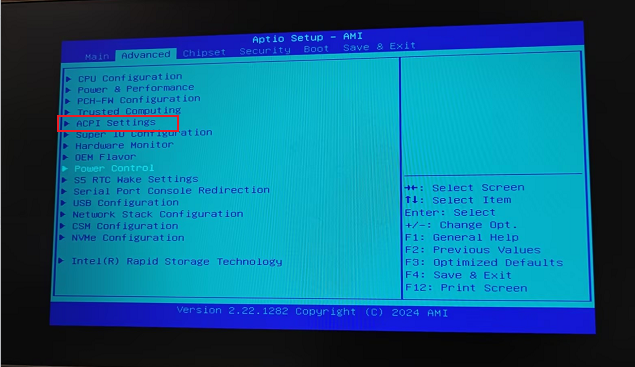 Aptio Setup - AMI
Main Advanced Chipset Security Boot Save & Exit
CPU Configuration
Power & Performance
PCH-FW Configuration
Trusted Computing
ACPI Settings
Super IO Configuration
Hardware Monitor
OEM Flavor
Power Control
S5 RTC Wake Settings
Serial Port Console Redirection
USB Configuration
Network Stack Configuration
CSM Configuration
NVMe Configuration
Intel(R) Rapid Storage Technology
→←: Select Screen
↑↓: Select Item
Enter: Select
+/-: Change Opt.
F1: General Help
F2: Previous Values
F3: Optimized Defaults
F4: Save & Exit
F12: Print Screen
Version 2.22.1282 Copyright (C) 2024 AMI